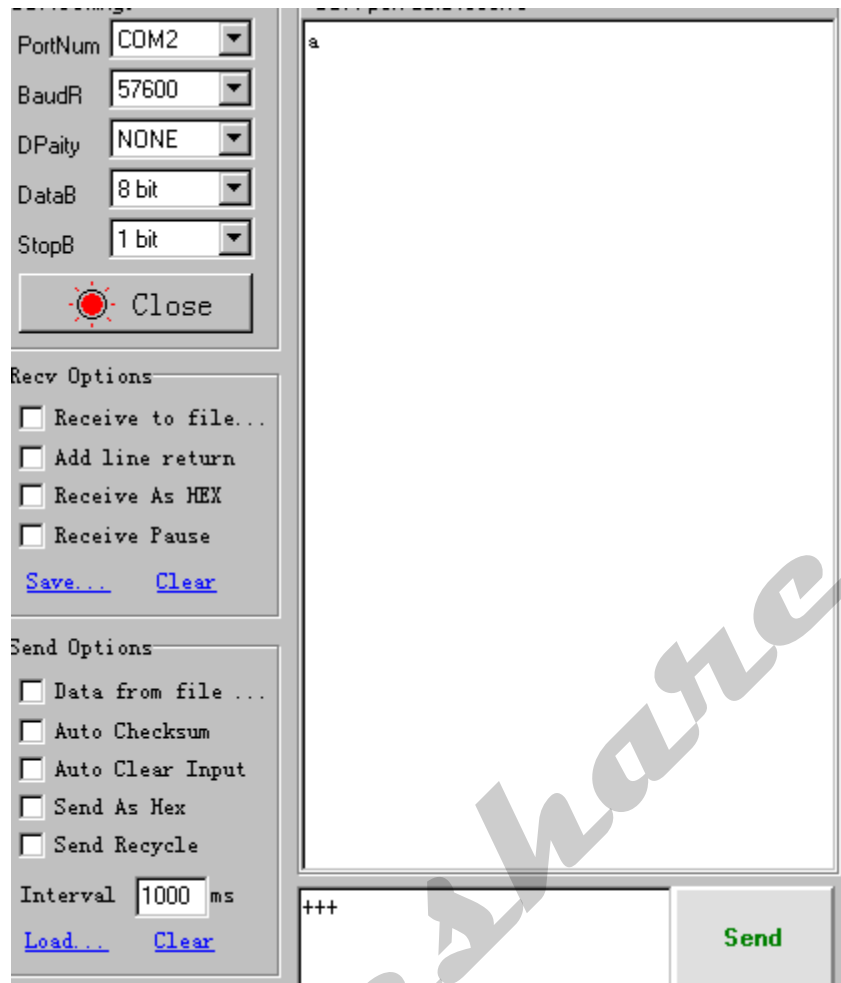 PortNum COM2
BaudR 57600
DPaity NONE
DataB 8 bit
StopB 1 bit
Close
Recv Options
Receive to file...
Add line return
Receive As HEX
Receive Pause
Save... Clear
Send Options
Data from file ...
Auto Checksum
Auto Clear Input
Send As Hex
Send Recycle
Interval 1000 ms
Load... Clear
a
+++
Send
share